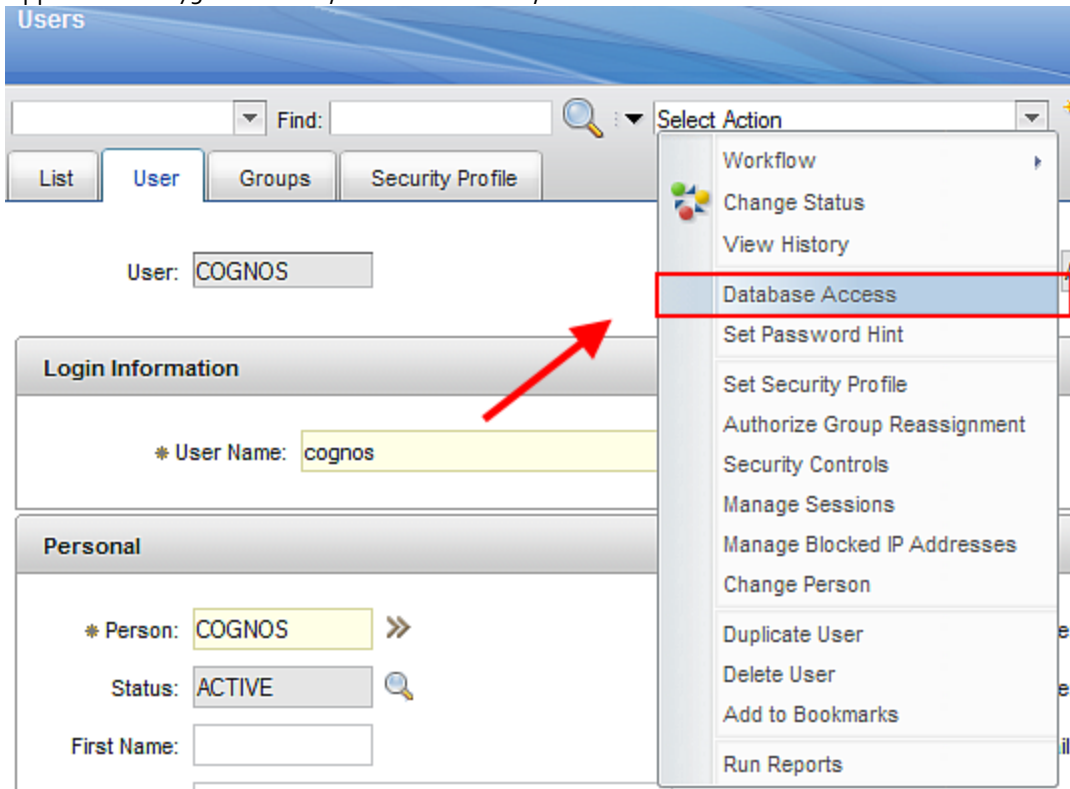 Users
Find:
Select Action
List User Groups Security Profile
Workflow
Change Status
View History
Database Access
Set Password Hint
Set Security Profile
Authorize Group Reassignment
Security Controls
Manage Sessions
Manage Blocked IP Addresses
Change Person
Duplicate User
Delete User
Add to Bookmarks
Run Reports
User: COGNOS
Login Information
* User Name: cognos
Personal
* Person: COGNOS
Status: ACTIVE
First Name: